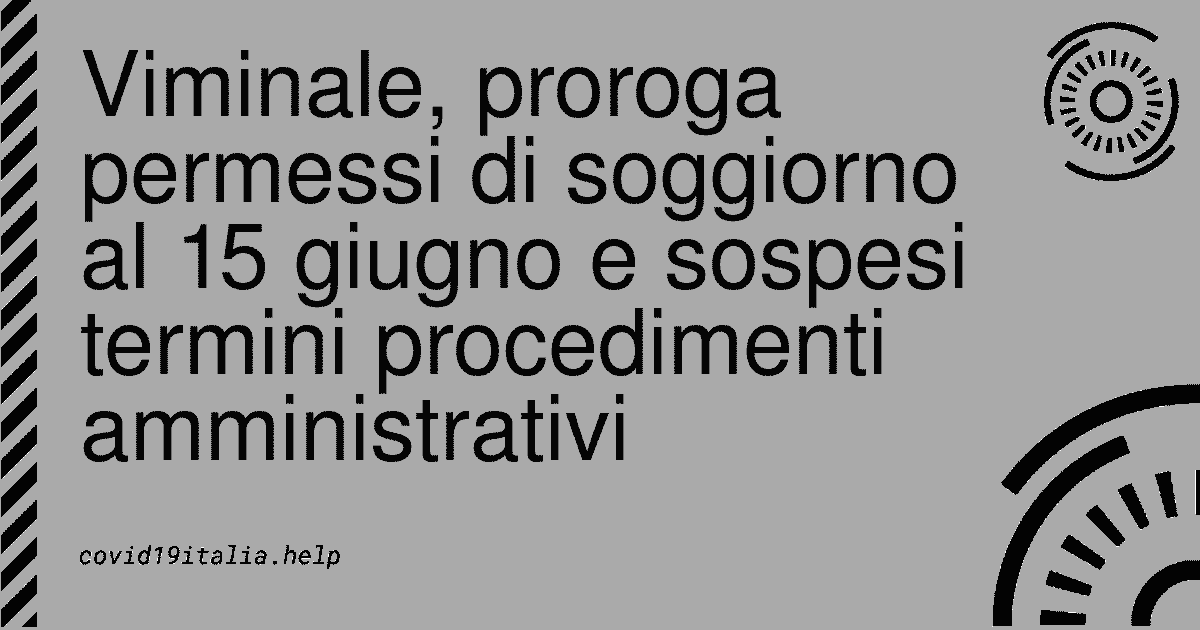 Viminale, proroga
permessi di soggiorno
al 15 giugno e sospesi
termini procedimenti
amministrativi
covid19italia.help